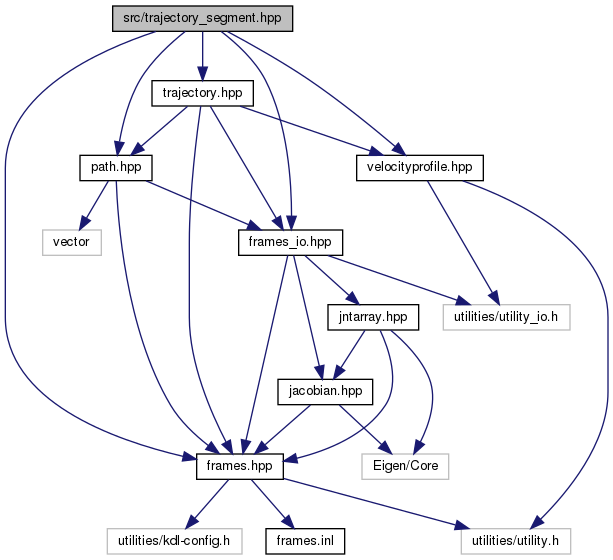 src/trajectory_segment.hpp
trajectory.hpp
path.hpp
velocityprofile.hpp
vector
frames_io.hpp
jntarray.hpp
utilities/utility_io.h
jacobian.hpp
frames.hpp
Eigen/Core
utilities/kdl-config.h
frames.inl
utilities/utility.h